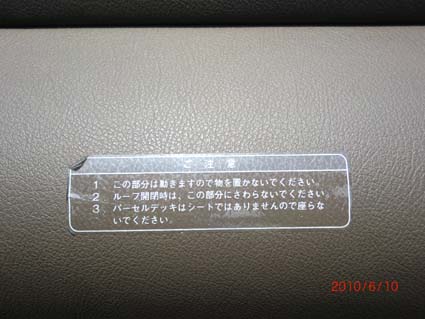 ご注意
1 この部分は動きますので物を置かないでください。
2 ルーフ開閉時は、この部分にさわらないでください。
3 パーセルデッキはシートではありませんので座らな
いでください。
2010/6/10